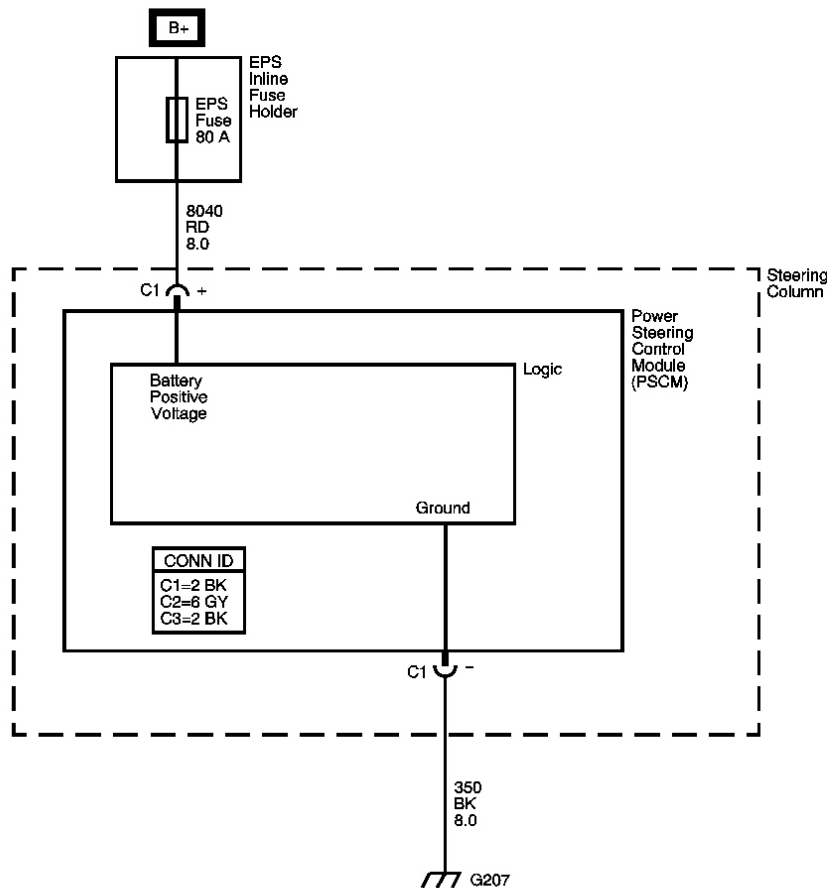 B+
EPS
Inline
Fuse
Holder
EPS
Fuse
80 A
8040
RD
8.0
Steering
Column
C1 +
Power
Steering
Control
Module
(PSCM)
Logic
Battery
Positive
Voltage
Ground
CONN ID
C1=2 BK
C2=6 GY
C3=2 BK
C1 −
350
BK
8.0
G207